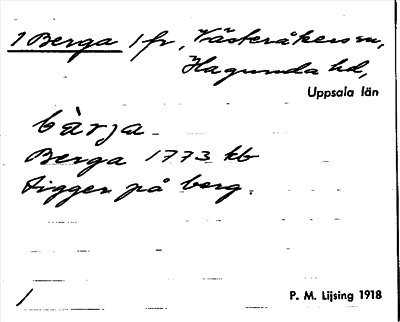 1 Berga 1 fr, Västeråkers sn,
Hagunda hd,
Uppsala län
bàrja
Berga 1773 kb
Ligger på berg.
1
P. M. Lijsing 1918